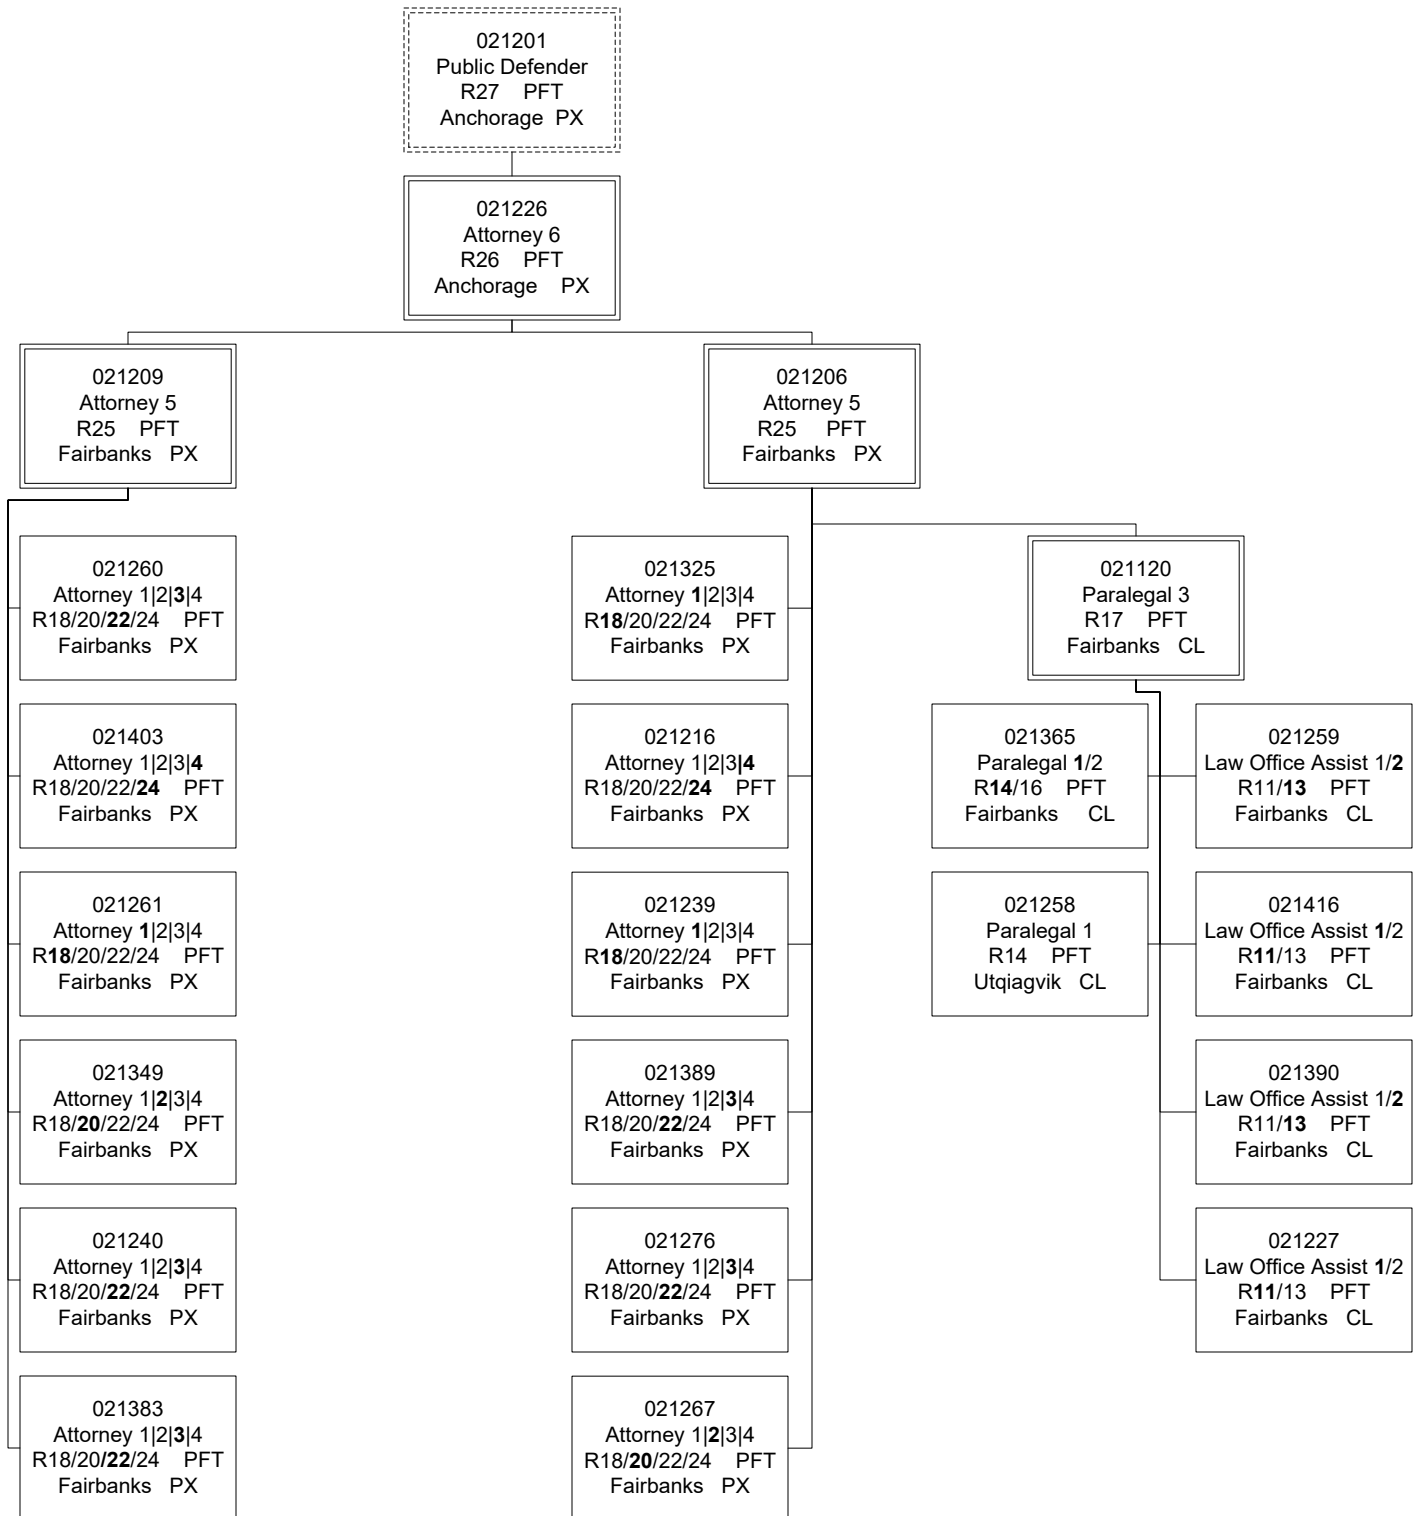 021201
Public Defender
R27 PFT
Anchorage PX
021226
Attorney 6
R26 PFT
Anchorage PX
021209
Attorney 5
R25 PFT
Fairbanks PX
021206
Attorney 5
R25 PFT
Fairbanks PX
021260
Attorney 1|2|3|4
R18/20/22/24 PFT
Fairbanks PX
021325
Attorney 1|2|3|4
R18/20/22/24 PFT
Fairbanks PX
021120
Paralegal 3
R17 PFT
Fairbanks CL
021403
Attorney 1|2|3|4
R18/20/22/24 PFT
Fairbanks PX
021216
Attorney 1|2|3|4
R18/20/22/24 PFT
Fairbanks PX
021365
Paralegal 1/2
R14/16 PFT
Fairbanks CL
021259
Law Office Assist 1/2
R11/13 PFT
Fairbanks CL
021261
Attorney 1|2|3|4
R18/20/22/24 PFT
Fairbanks PX
021239
Attorney 1|2|3|4
R18/20/22/24 PFT
Fairbanks PX
021258
Paralegal 1
R14 PFT
Utqiagvik CL
021416
Law Office Assist 1/2
R11/13 PFT
Fairbanks CL
021349
Attorney 1|2|3|4
R18/20/22/24 PFT
Fairbanks PX
021389
Attorney 1|2|3|4
R18/20/22/24 PFT
Fairbanks PX
021390
Law Office Assist 1/2
R11/13 PFT
Fairbanks CL
021240
Attorney 1|2|3|4
R18/20/22/24 PFT
Fairbanks PX
021276
Attorney 1|2|3|4
R18/20/22/24 PFT
Fairbanks PX
021227
Law Office Assist 1/2
R11/13 PFT
Fairbanks CL
021383
Attorney 1|2|3|4
R18/20/22/24 PFT
Fairbanks PX
021267
Attorney 1|2|3|4
R18/20/22/24 PFT
Fairbanks PX